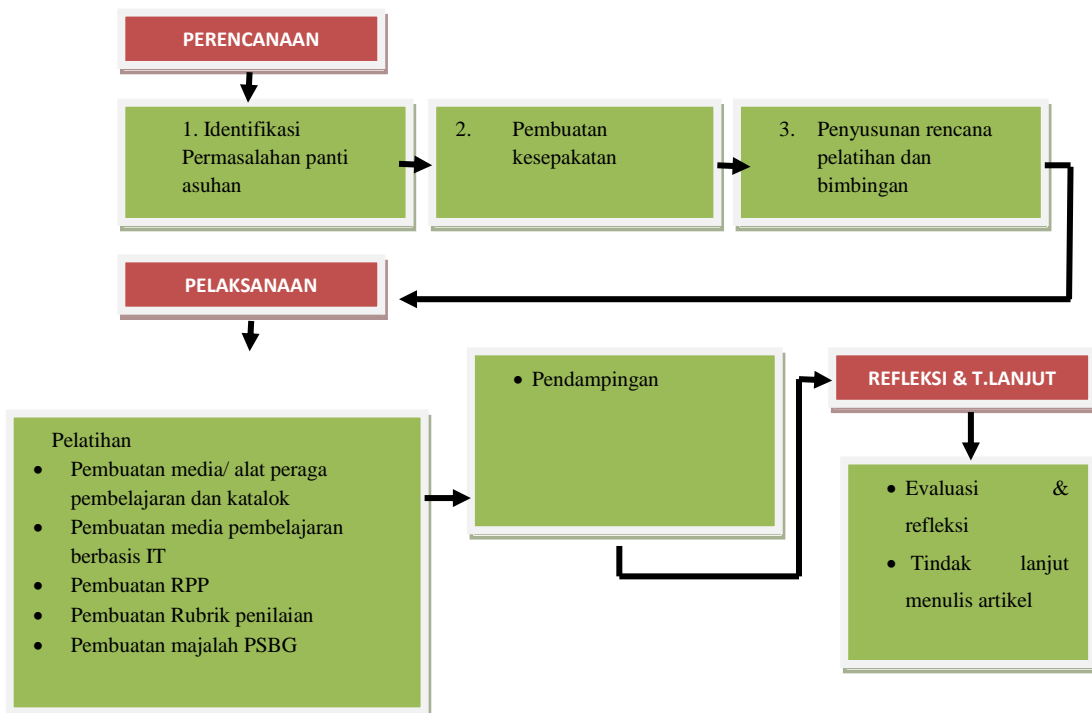 PERENCANAAN
1. Identifikasi
Permasalahan panti
asuhan
2. Pembuatan
kesepakatan
3. Penyusunan rencana
pelatihan dan
bimbingan
PELAKSANAAN
Pelatihan
• Pembuatan media/ alat peraga
pembelajaran dan katalok
• Pembuatan media pembelajaran
berbasis IT
• Pembuatan RPP
• Pembuatan Rubrik penilaian
• Pembuatan majalah PSBG
• Pendampingan
REFLEKSI & T.LANJUT
• Evaluasi &
refleksi
• Tindak lanjut
menulis artikel